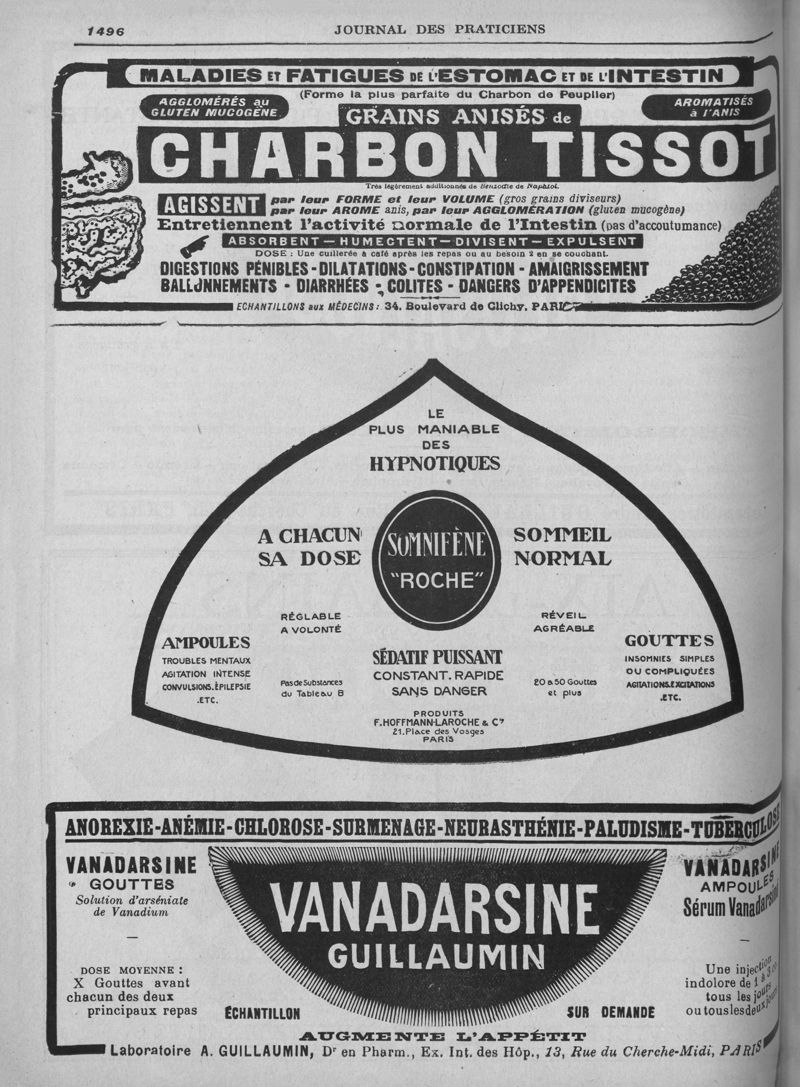 1496
JOURNAL DES PRATICIENS
MALADIES ET FATIGUES DE L'ESTOMAC ET DE L'INTESTIN
(Forme la plus parfaite du Charbon de Peuplier)
AGGLOMÉRÉS au
GLUTEN MUCOGÈNE
AROMATISÉS
à l'ANIS
GRAINS ANISÉS de
CHARBON TISSOT
Très légèrement additionnés de Benzoate de Naphtol.
AGISSENT
par leur FORME et leur VOLUME (gros grains diviseurs)
par leur AROME anis, par leur AGGLOMÉRATION (gluten mucogène)
Entretiennent l'activité normale de l'Intestin (pas d'accoutumance)
ABSORBENT — HUMECTENT — DIVISENT — EXPULSENT
DOSE : Une cuillerée à café après les repas ou au besoin 2 en se couchant.
DIGESTIONS PÉNIBLES - DILATATIONS - CONSTIPATION - AMAIGRISSEMENT
BALLONNEMENTS - DIARRHÉES - COLITES - DANGERS D'APPENDICITES
ECHANTILLONS aux MÉDECINS : 34, Boulevard de Clichy, PARIS
LE
PLUS MANIABLE
DES
HYPNOTIQUES
A CHACUN
SA DOSE
SOMNIFÈNE
"ROCHE"
SOMMEIL
NORMAL
RÉGLABLE
A VOLONTÉ
RÉVEIL
AGRÉABLE
AMPOULES
TROUBLES MENTAUX
AGITATION INTENSE
CONVULSIONS, ÉPILEPSIE
.ETC.
Pas de Substances
du Tableau B
SÉDATIF PUISSANT
CONSTANT. RAPIDE
SANS DANGER
20 à 50 Gouttes
et plus
GOUTTES
INSOMNIES SIMPLES
OU COMPLIQUÉES
AGITATIONS. EXCITATIONS
.ETC.
PRODUITS
F. HOFFMANN-LAROCHE & Cie
21. Place des Vosges
PARIS
ANOREXIE-ANÉMIE-CHLOROSE-SURMENAGE-NEURASTHÉNIE-PALUDISME-TUBERCULOSE
VANADARSINE
GOUTTES
Solution d'arséniate
de Vanadium
—
DOSE MOYENNE :
X Gouttes avant
chacun des deux
principaux repas
VANADARSINE
GUILLAUMIN
ÉCHANTILLON
SUR DEMANDE
VANADARSINE
AMPOULES
Sérum Vanadarsiné
—
Une injection
indolore de 1 à 3
tous les jours
ou tous les deux jours
AUGMENTE L'APPÉTIT
Laboratoire A. GUILLAUMIN, Dr en Pharm., Ex. Int. des Hôp., 13, Rue du Cherche-Midi, PARIS